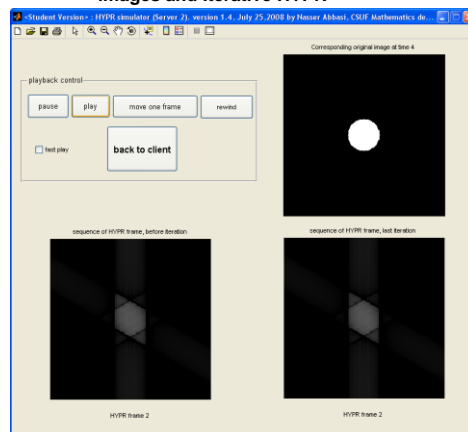 images and iterative HYPR
<Student Version> : HYPR simulator (Server 2). version 1.4, July 25,2008 by Nasser Abbasi, CSUF Mathematics de...
Corresponding original image at time 4
playback control
pause
play
move one frame
rewind
fast play
back to client
sequence of HYPR frame, before iteration
sequence of HYPR frame, last iteration
HYPR frame 2
HYPR frame 2